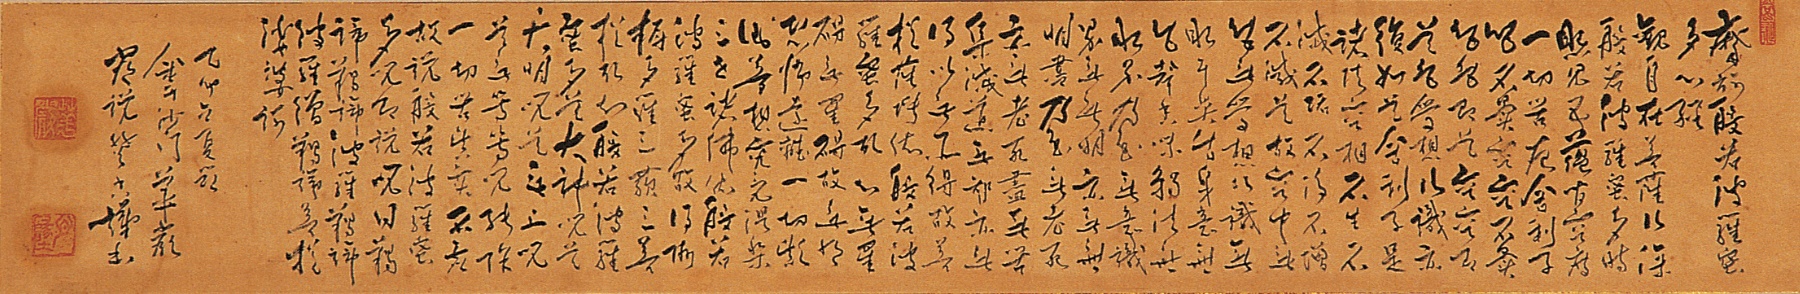 摩訶般若波羅蜜
多心經
觀自在菩薩行深
般若波羅蜜多時
照見五蘊皆空度
一切苦厄舍利子
色不異空空不異
色色即是空空即
是色受想行識亦
復如是舍利子是
諸法空相不生不
滅不垢不淨不增
不減是故空中無
色無受想行識無
眼耳鼻舌身意無
色聲香味觸法無
眼界乃至無意識
界無無明亦無無
明盡乃至無老死
亦無老死盡無苦
集滅道無智亦無
得以無所得故菩
提薩埵依般若波
羅蜜多故心無罣
礙無罣礙故無有
恐怖遠離一切顛
倒夢想究竟涅槃
三世諸佛依般若
波羅蜜多故得阿
耨多羅三藐三菩
提故知般若波羅
蜜多是大神咒是
大明咒是無上咒
是無等等咒能除
一切苦真實不虛
故說般若波羅蜜
多咒即說咒曰揭
諦揭諦波羅揭諦
波羅僧揭諦菩提
薩婆訶
乙卯夏
沙門華嚴